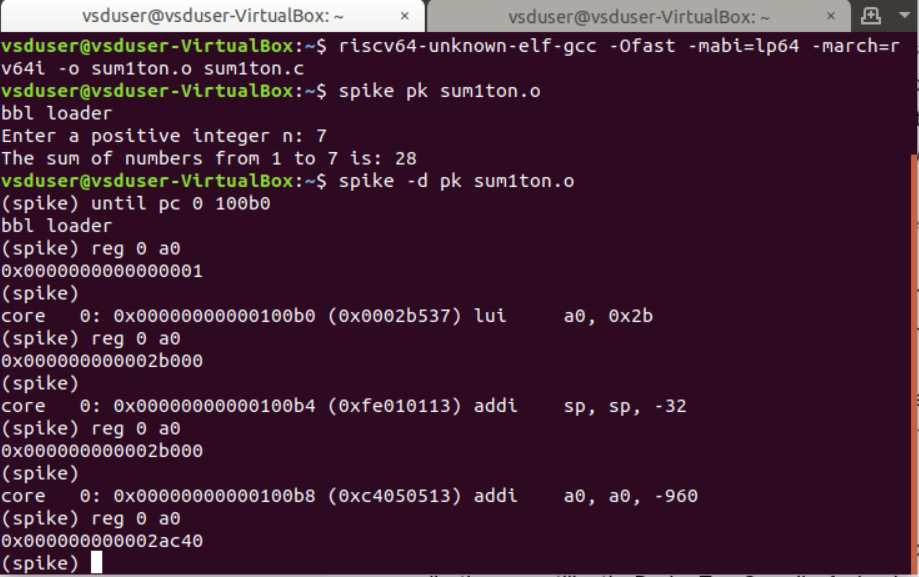 vsduser@vsduser-VirtualBox: ~ × vsduser@vsduser-VirtualBox: ~ ×
vsduser@vsduser-VirtualBox:~$ riscv64-unknown-elf-gcc -Ofast -mabi=lp64 -march=r
v64i -o sum1ton.o sum1ton.c
vsduser@vsduser-VirtualBox:~$ spike pk sum1ton.o
bbl loader
Enter a positive integer n: 7
The sum of numbers from 1 to 7 is: 28
vsduser@vsduser-VirtualBox:~$ spike -d pk sum1ton.o
(spike) until pc 0 100b0
bbl loader
(spike) reg 0 a0
0x0000000000000001
(spike)
core   0: 0x00000000000100b0 (0x0002b537) lui     a0, 0x2b
(spike) reg 0 a0
0x000000000002b000
(spike)
core   0: 0x00000000000100b4 (0xfe010113) addi    sp, sp, -32
(spike) reg 0 a0
0x000000000002b000
(spike)
core   0: 0x00000000000100b8 (0xc4050513) addi    a0, a0, -960
(spike) reg 0 a0
0x000000000002ac40
(spike)